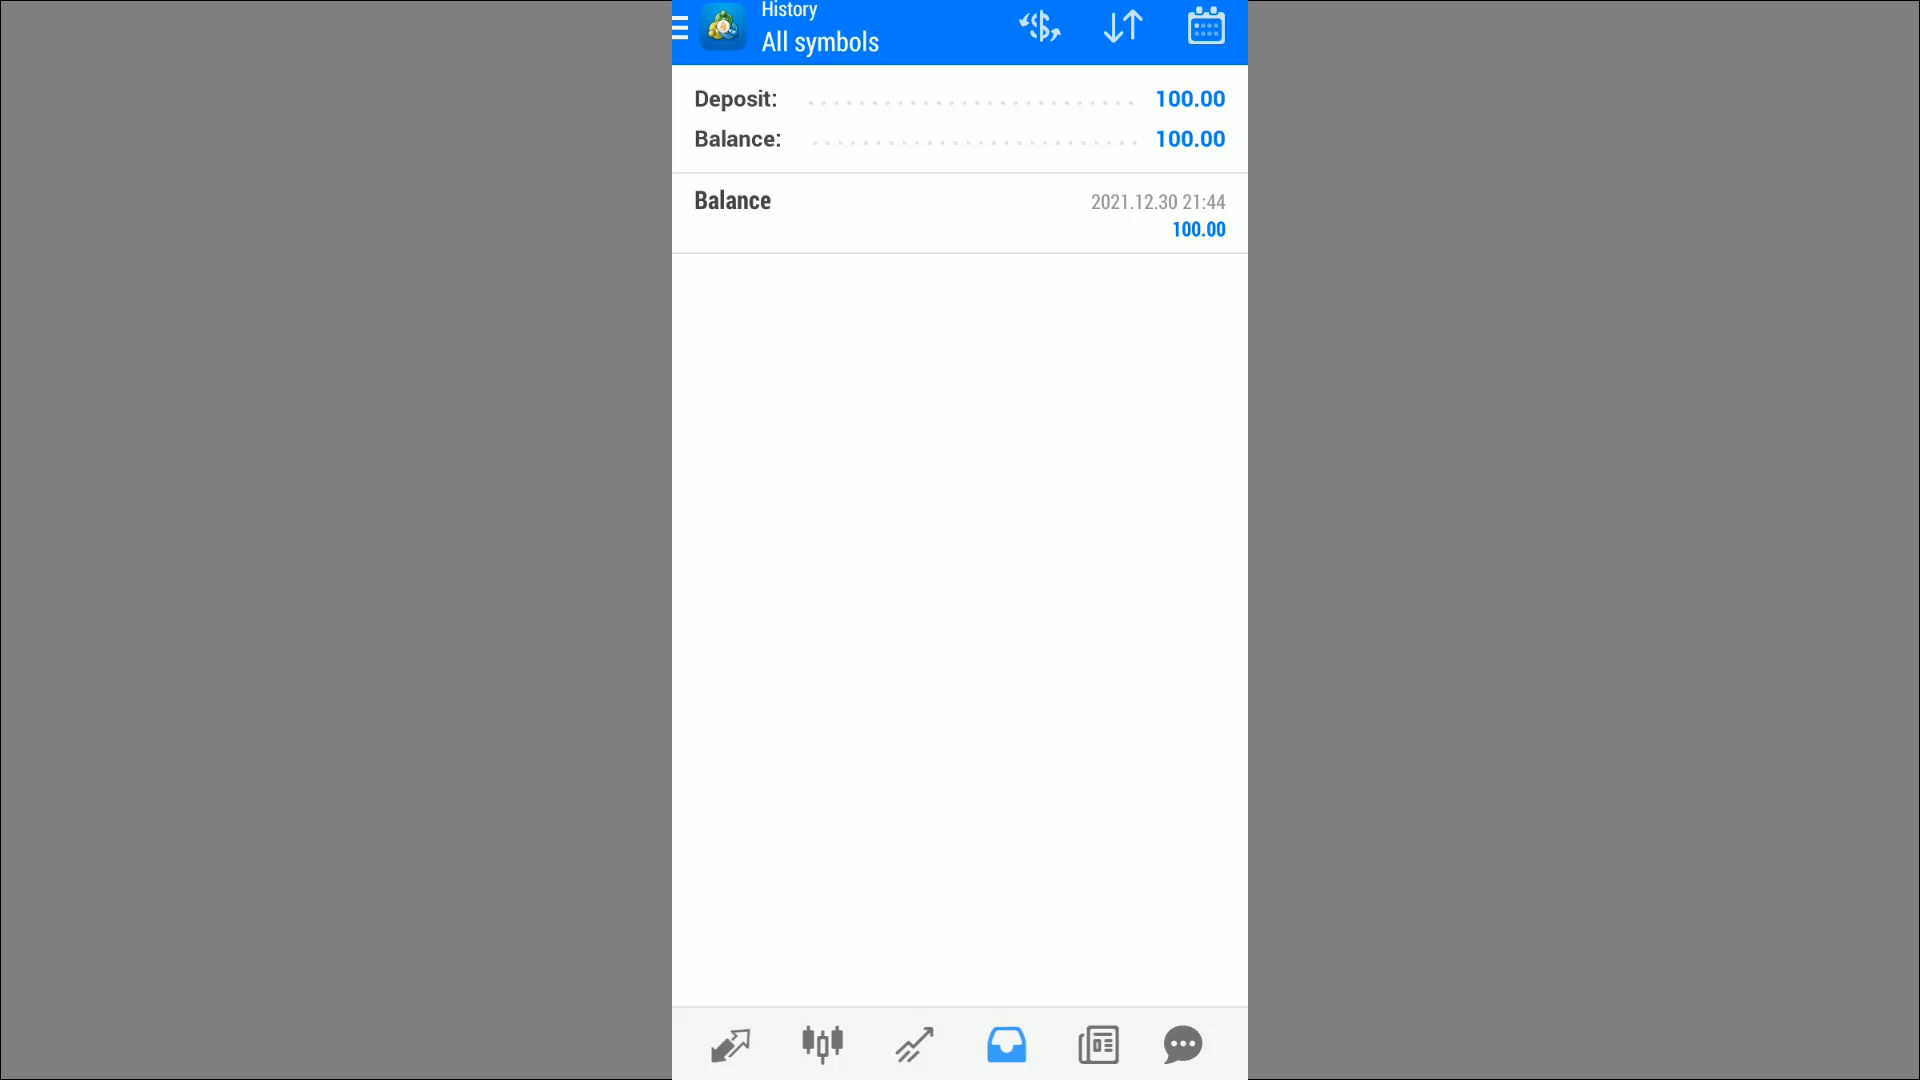 History
All symbols
Deposit: 100.00
Balance: 100.00
Balance 2021.12.30 21:44
100.00